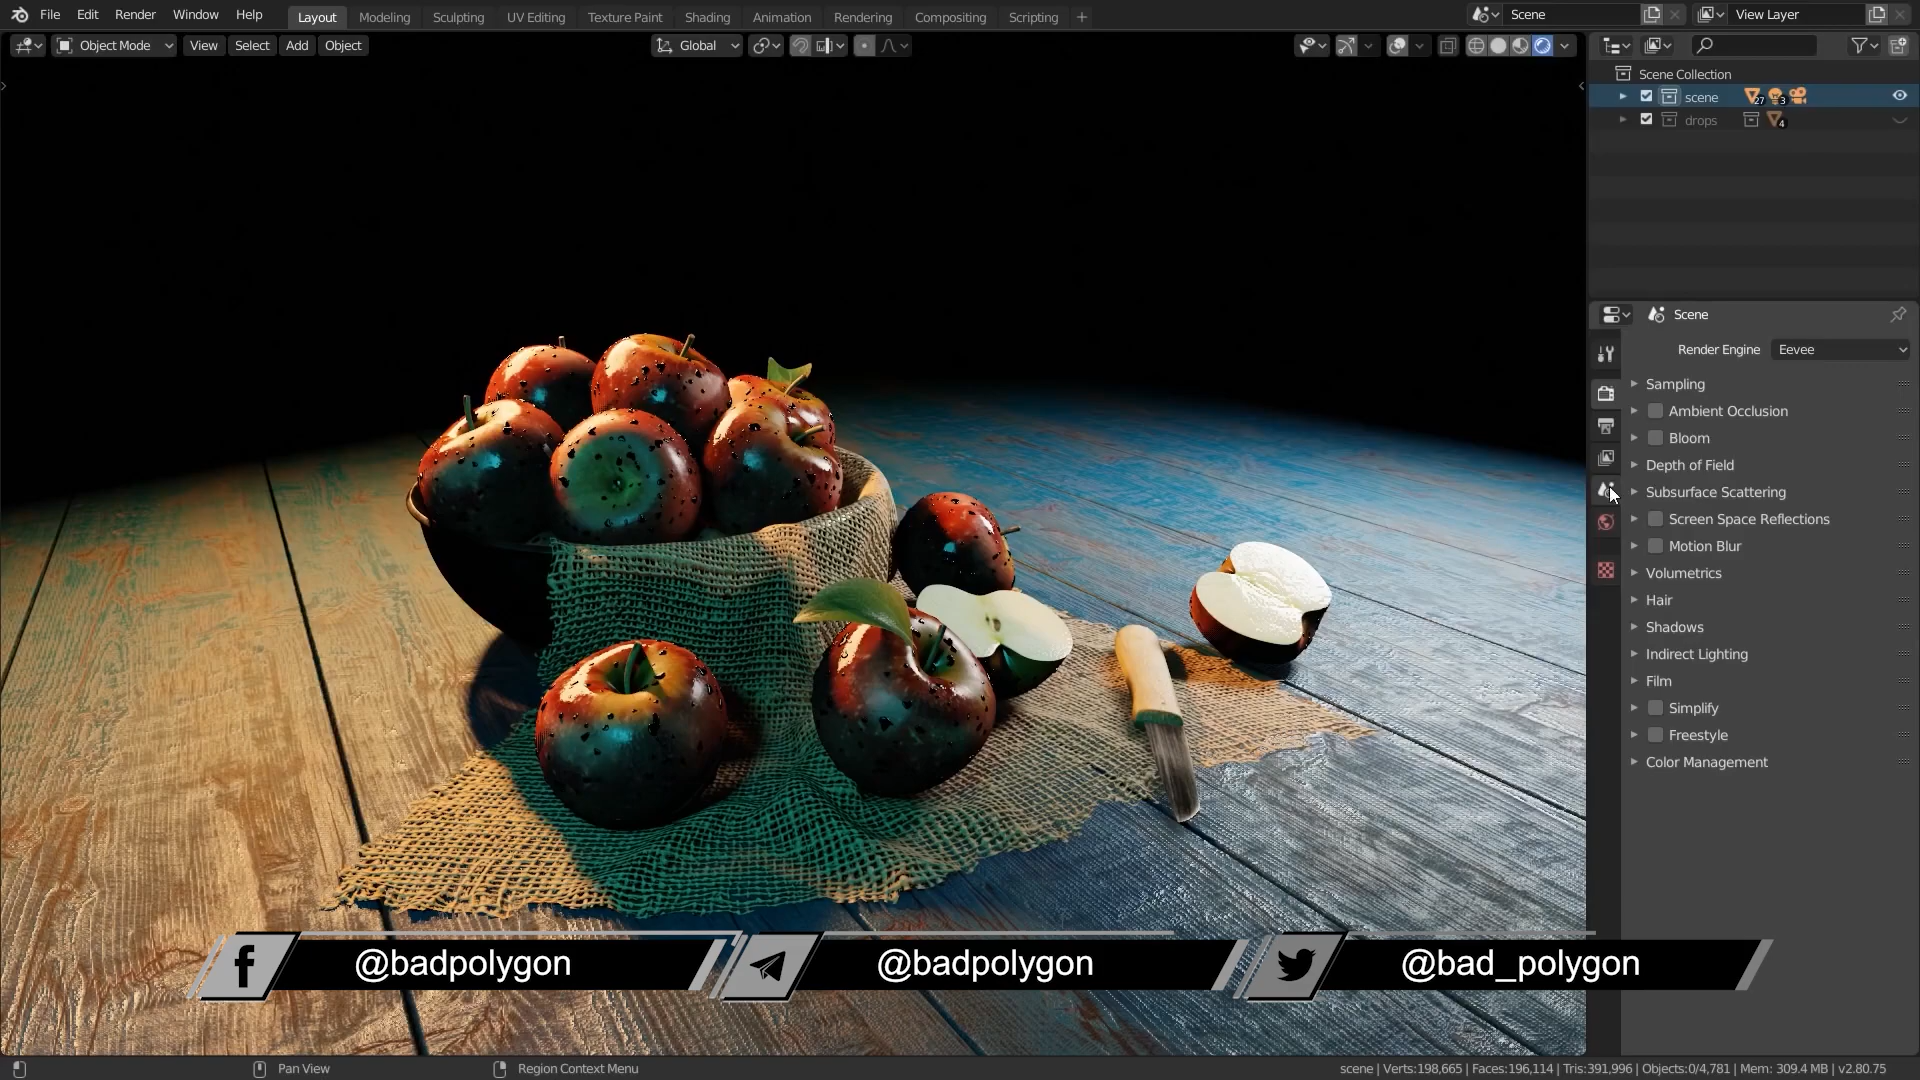 File Edit Render Window Help Layout Modeling Sculpting UV Editing Texture Paint Shading Animation Rendering Compositing Scripting + Scene View Layer
Object Mode View Select Add Object Global
Scene Collection
scene 27 3
drops 4
Scene
Render Engine Eevee
Sampling
Ambient Occlusion
Bloom
Depth of Field
Subsurface Scattering
Screen Space Reflections
Motion Blur
Volumetrics
Hair
Shadows
Indirect Lighting
Film
Simplify
Freestyle
Color Management
@badpolygon @badpolygon @bad_polygon
Pan View Region Context Menu scene | Verts:198,665 | Faces:196,114 | Tris:391,996 | Objects:0/4,781 | Mem: 309.4 MB | v2.80.75